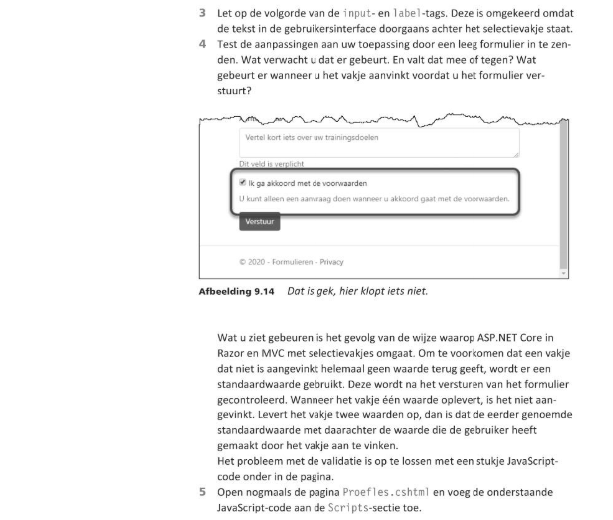 3 Let op de volgorde van de input- en label-tags. Deze is omgekeerd omdat
de tekst in de gebruikersinterface doorgaans achter het selectievakje staat.
4 Test de aanpassingen aan uw toepassing door een leeg formulier in te zen-
den. Wat verwacht u dat er gebeurt. En valt dat mee of tegen? Wat
gebeurt er wanneer u het vakje aanvinkt voordat u het formulier ver-
stuurt?
Vertel kort iets over uw trainingsdoelen
Dit veld is verplicht
Ik ga akkoord met de voorwaarden
U kunt alleen een aanvraag doen wanneer u akkoord gaat met de voorwaarden.
Verstuur
© 2020 - Formulieren - Privacy
Afbeelding 9.14 Dat is gek, hier klopt iets niet.
Wat u ziet gebeuren is het gevolg van de wijze waarop ASP.NET Core in
Razor en MVC met selectievakjes omgaat. Om te voorkomen dat een vakje
dat niet is aangevinkt helemaal geen waarde terug geeft, wordt er een
standaardwaarde gebruikt. Deze wordt na het versturen van het formulier
gecontroleerd. Wanneer het vakje één waarde oplevert, is het niet aan-
gevinkt. Levert het vakje twee waarden op, dan is dat de eerder genoemde
standaardwaarde met daarachter de waarde die de gebruiker heeft
gemaakt door het vakje aan te vinken.
Het probleem met de validatie is op te lossen met een stukje JavaScript-
code onder in de pagina.
5 Open nogmaals de pagina Proefles.cshtml en voeg de onderstaande
JavaScript-code aan de Scripts-sectie toe.